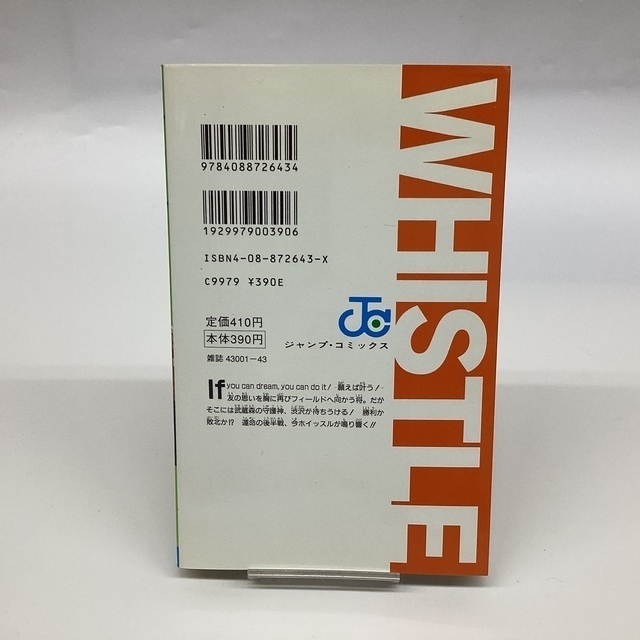 WHISTLE
9784088726434
1929979003906
ISBN4-08-872643-X
C9979 ¥390E
定価410円
本体390円
雑誌 43001-43
ジャンプ・コミックス
If you can dream, you can do it! 願えば叶う!
友の思いを胸に再びフィールドへ向かう将。だが
そこには武蔵森の守護神、渋沢が待ちうける! 勝利か
敗北か!? 運命の後半戦、今ホイッスルが鳴り響く!!